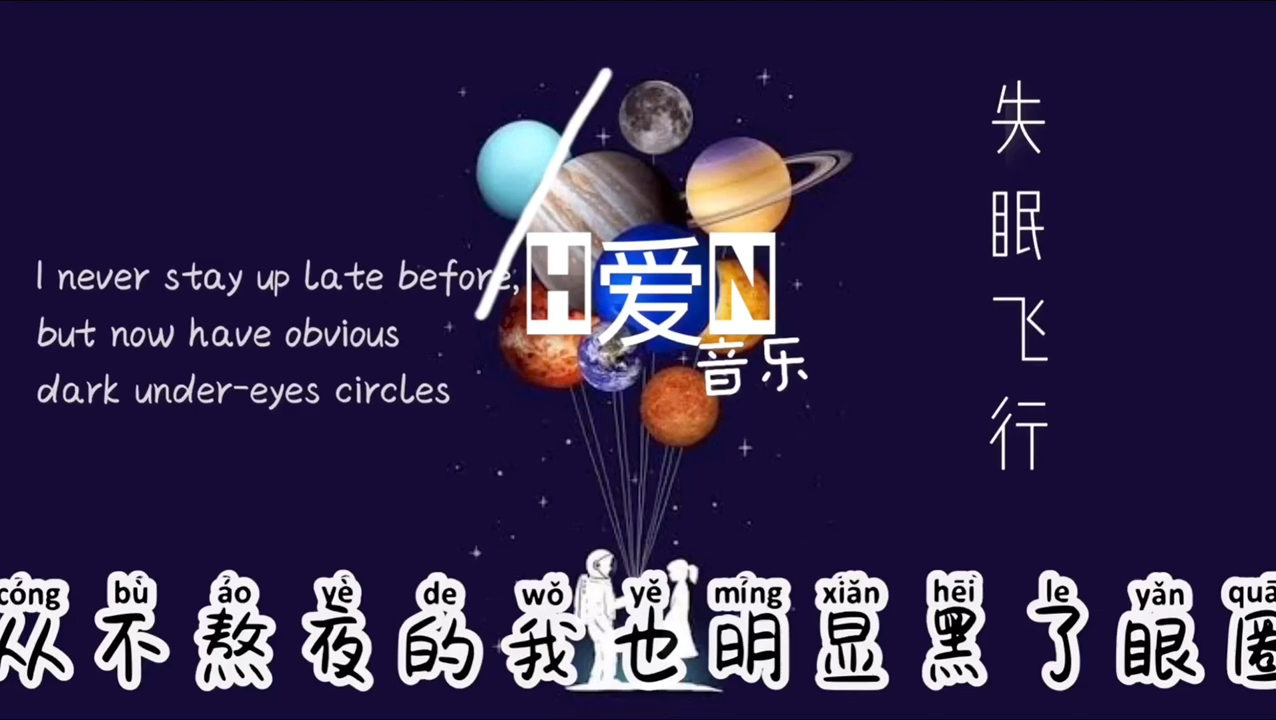 失眠飞行
H爱N
音乐
I never stay up late before,
but now have obvious
dark under-eyes circles
cóng bù áo yè de wǒ yě míng xiǎn hēi le yǎn quā
从不熬夜的我也明显黑了眼圈